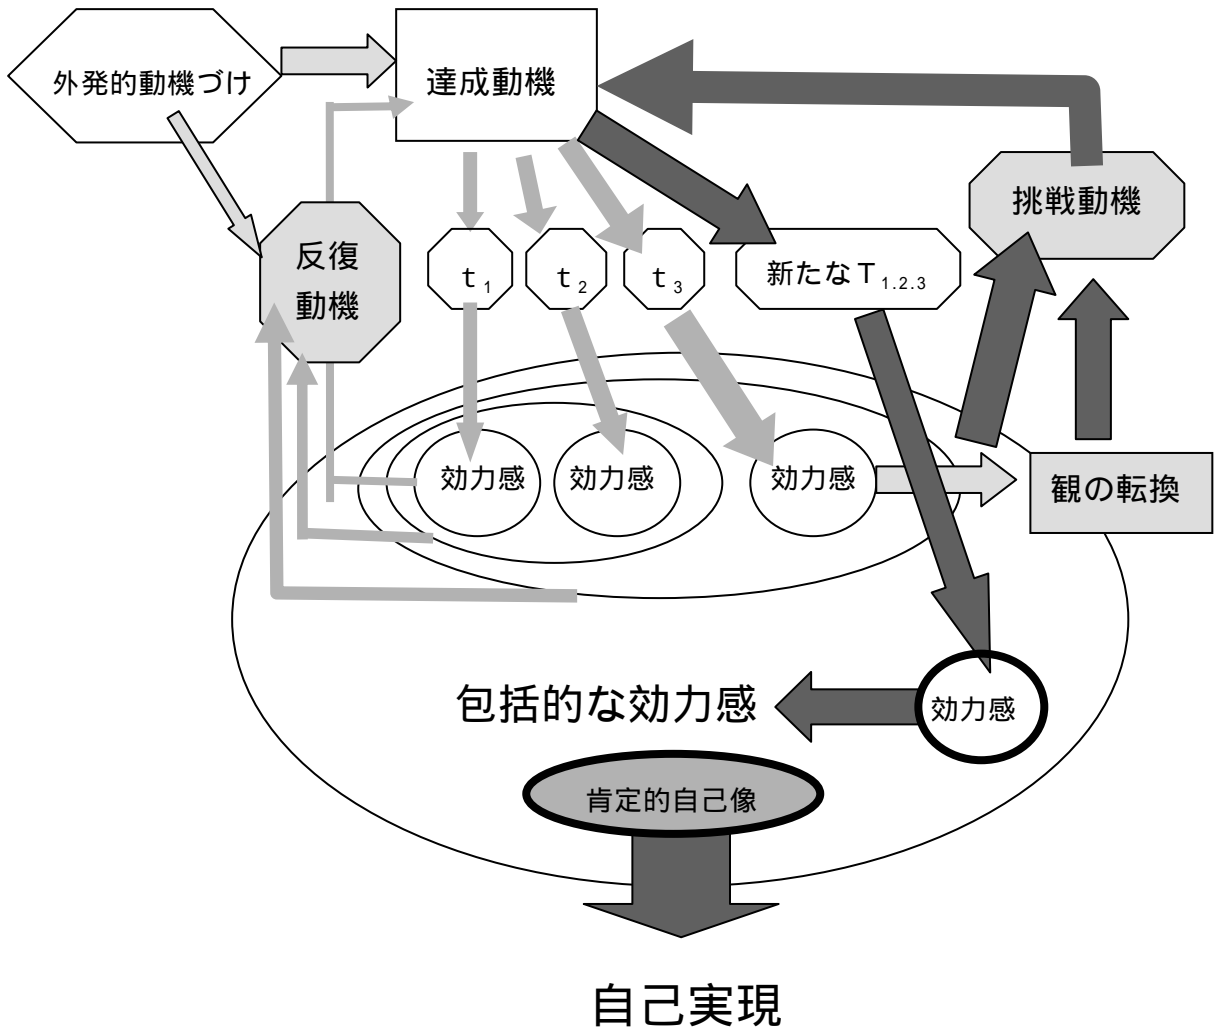 外発的動機づけ
達成動機
挑戦動機
反復
動機
t1
t2
t3
新たなT1.2.3
効力感
効力感
効力感
観の転換
包括的な効力感
効力感
肯定的自己像
自己実現